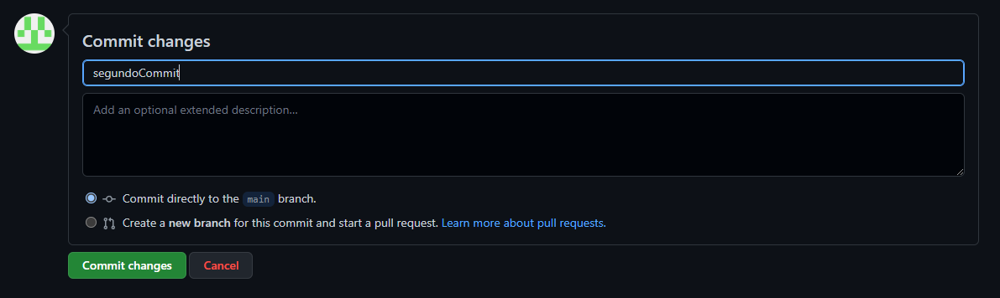 Commit changes
segundoCommit
Add an optional extended description...
Commit directly to the main branch.
Create a new branch for this commit and start a pull request. Learn more about pull requests.
Commit changes Cancel